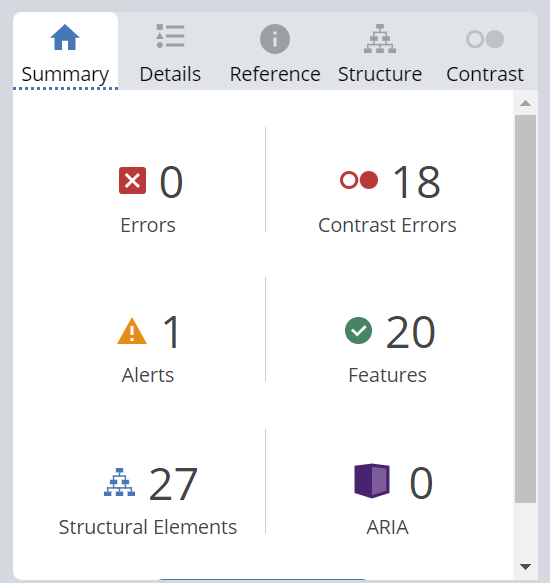 Summary Details Reference Structure Contrast
0 18
Errors Contrast Errors
1 20
Alerts Features
27 0
Structural Elements ARIA